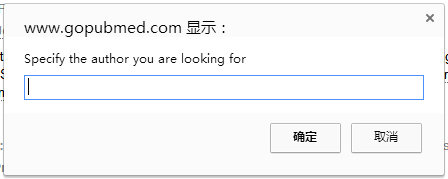 www.gopubmed.com 显示：
Specify the author you are looking for
确定
取消